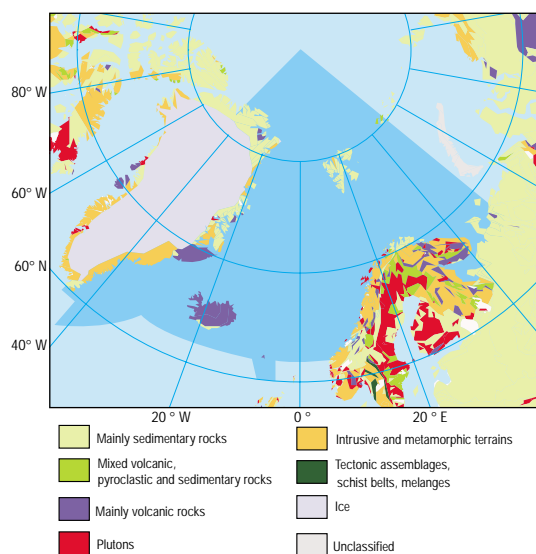 80° W
60° W
60° N
40° W
20° W
0°
20° E
Mainly sedimentary rocks
Mixed volcanic,
pyroclastic and sedimentary rocks
Mainly volcanic rocks
Plutons
Intrusive and metamorphic terrains
Tectonic assemblages,
schist belts, melanges
Ice
Unclassified